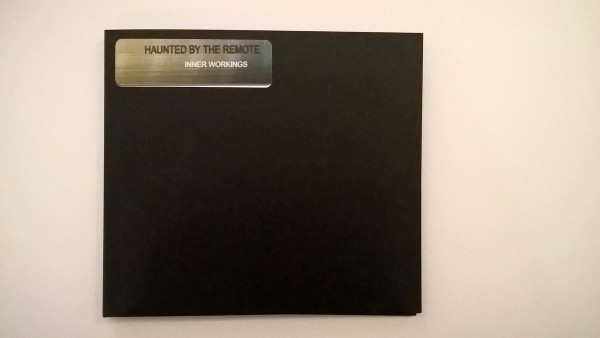 HAUNTED BY THE REMOTE
INNER WORKINGS